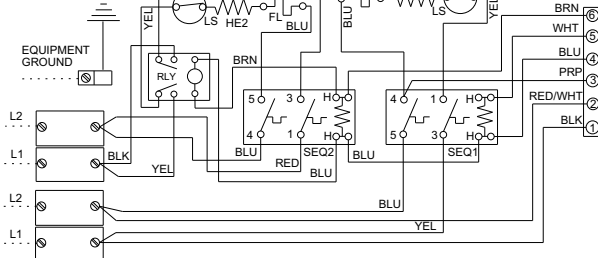 YEL
LS
HE2
FL
BLU
BLU
LS
YEL
BRN
6
WHT
5
BLU
4
PRP
3
RED/WHT
2
BLK
1
EQUIPMENT
GROUND
RLY
BRN
5
3
H
4
1
H
SEQ2
4
1
H
5
3
H
SEQ1
L2
L1
BLK
YEL
BLU
RED
BLU
BLU
L2
L1
BLU
YEL